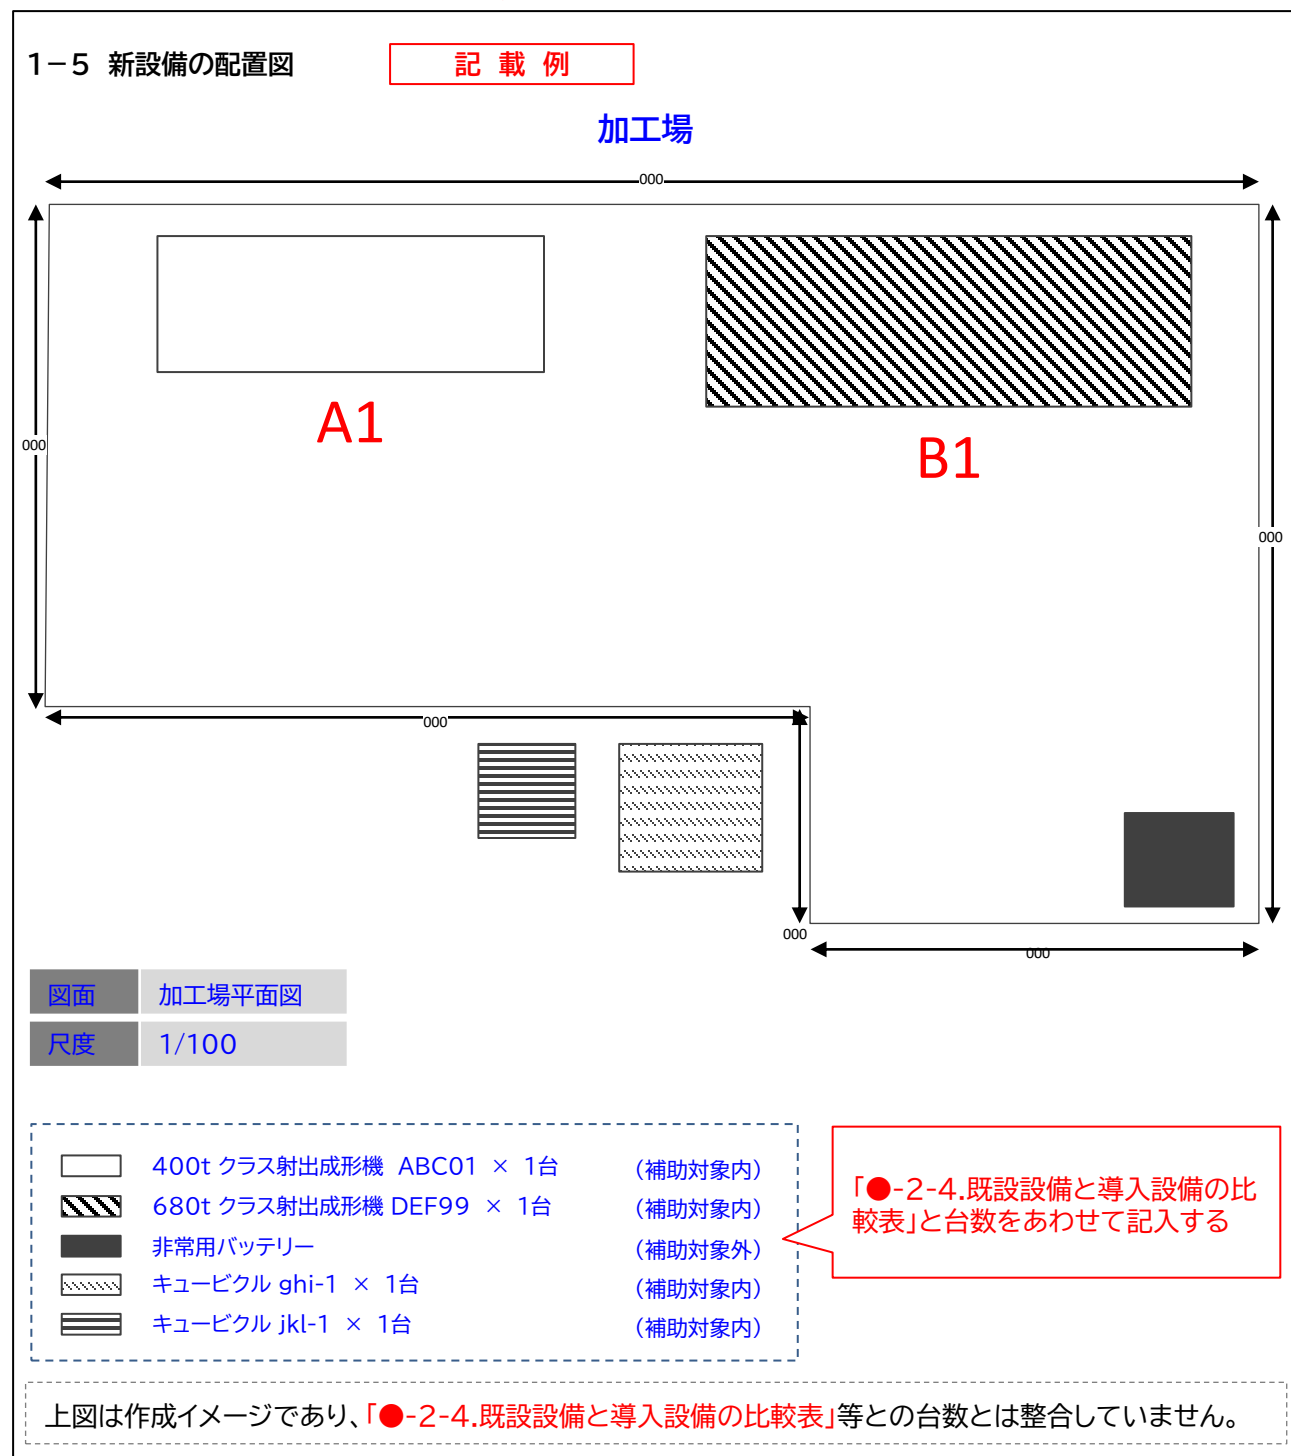 1−5 新設備の配置図
記 載 例
加工場
000
A1
B1
000
000
000
000
000
図面 加工場平面図
尺度 1/100
400t クラス射出成形機 ABC01 × 1台 (補助対象内)
680t クラス射出成形機 DEF99 × 1台 (補助対象内)
非常用バッテリー (補助対象外)
キュービクル ghi-1 × 1台 (補助対象内)
キュービクル jkl-1 × 1台 (補助対象内)
「●-2-4.既設設備と導入設備の比
較表」と台数をあわせて記入する
上図は作成イメージであり、「●-2-4.既設設備と導入設備の比較表」等との台数とは整合していません。